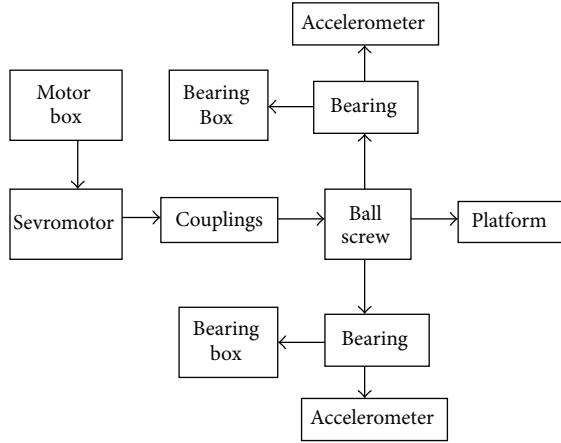 Accelerometer
Motor
box
Bearing
Box
Bearing
Sevromotor
Couplings
Ball
screw
Platform
Bearing
box
Bearing
Accelerometer